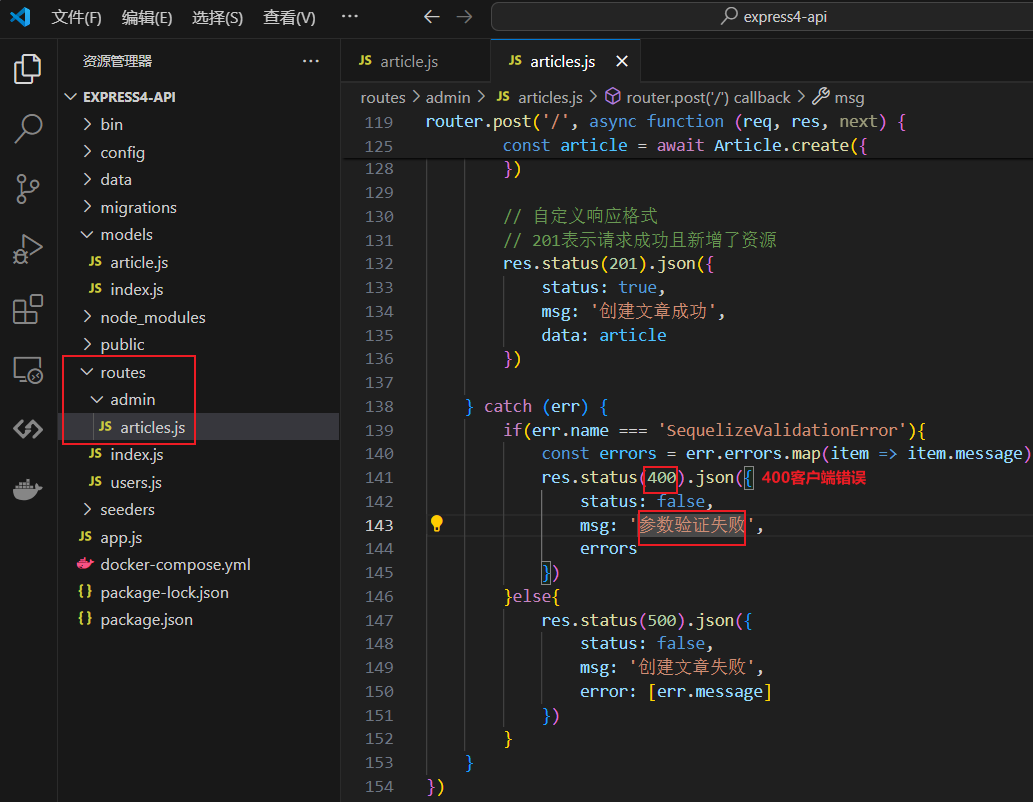 文件(F) 编辑(E) 选择(S) 查看(V) ··· express4-api
资源管理器 ···
EXPRESS4-API
bin
config
data
migrations
models
JS article.js
JS index.js
node_modules
public
routes
admin
JS articles.js
JS index.js
JS users.js
seeders
JS app.js
docker-compose.yml
{} package-lock.json
{} package.json
JS article.js JS articles.js
routes > admin > JS articles.js > router.post('/') callback > msg
119 router.post('/', async function (req, res, next) {
125 const article = await Article.create({
128 })
129
130 // 自定义响应格式
131 // 201表示请求成功且新增了资源
132 res.status(201).json({
133 status: true,
134 msg: '创建文章成功',
135 data: article
136 })
137
138 } catch (err) {
139 if(err.name === 'SequelizeValidationError'){
140 const errors = err.errors.map(item => item.message)
141 res.status(400).json({ 400客户端错误
142 status: false,
143 msg: '参数验证失败',
144 errors
145 })
146 }else{
147 res.status(500).json({
148 status: false,
149 msg: '创建文章失败',
150 error: [err.message]
151 })
152 }
153 }
154 })